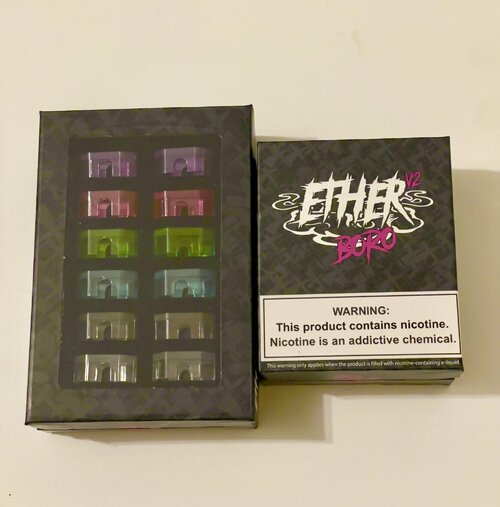 ETHER V2
BORO
WARNING:
This product contains nicotine.
Nicotine is an addictive chemical.
This warning only applies when the product is filled with nicotine-containing e-liquid.